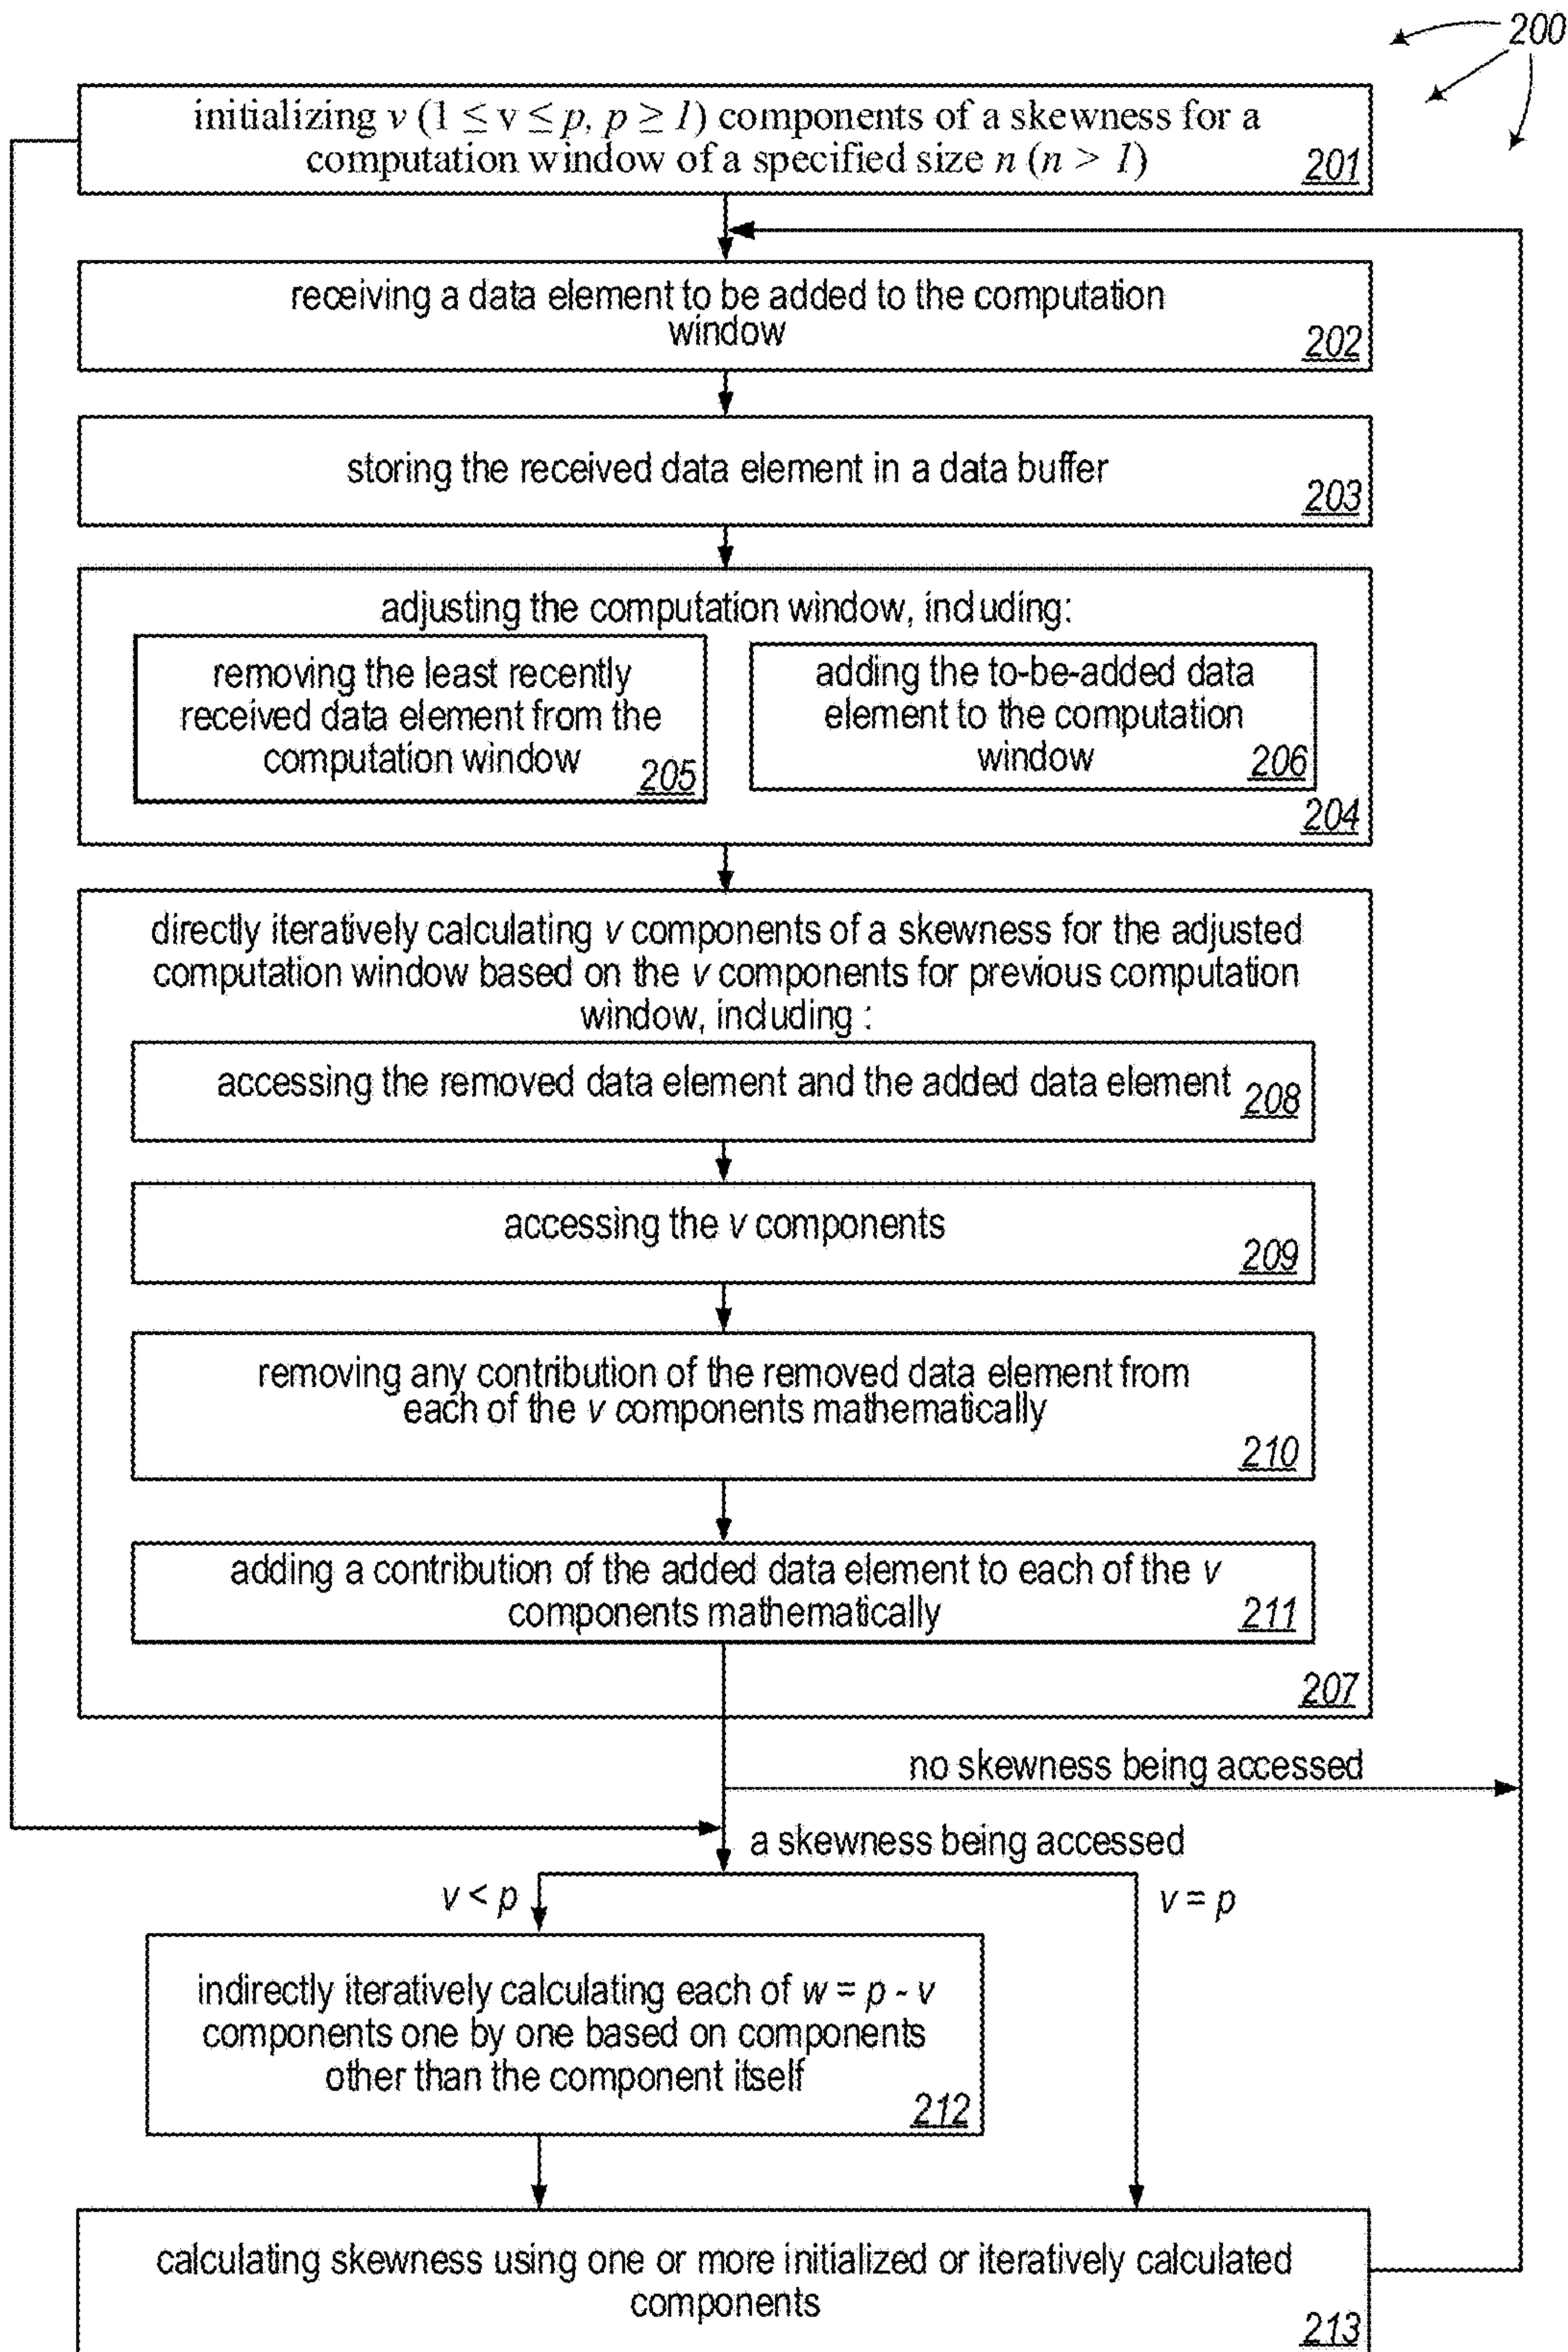 200
initializing v (1 ≤ v ≤ p, p ≥ 1) components of a skewness for a
computation window of a specified size n (n > 1)
201
receiving a data element to be added to the computation
window
202
storing the received data element in a data buffer
203
adjusting the computation window, including:
removing the least recently
received data element from the
computation window
205
adding the to-be-added data
element to the computation
window
206
204
directly iteratively calculating v components of a skewness for the adjusted
computation window based on the v components for previous computation
window, including :
accessing the removed data element and the added data element
208
accessing the v components
209
removing any contribution of the removed data element from
each of the v components mathematically
210
adding a contribution of the added data element to each of the v
components mathematically
211
207
no skewness being accessed
a skewness being accessed
v < p
v = p
indirectly iteratively calculating each of w = p - v
components one by one based on components
other than the component itself
212
calculating skewness using one or more initialized or iteratively calculated
components
213